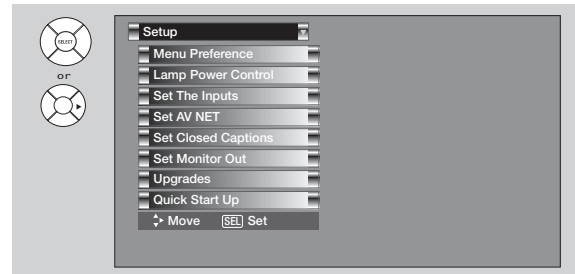 SELECT
or
Setup
Menu Preference
Lamp Power Control
Set The Inputs
Set AV NET
Set Closed Captions
Set Monitor Out
Upgrades
Quick Start Up
Move SEL Set